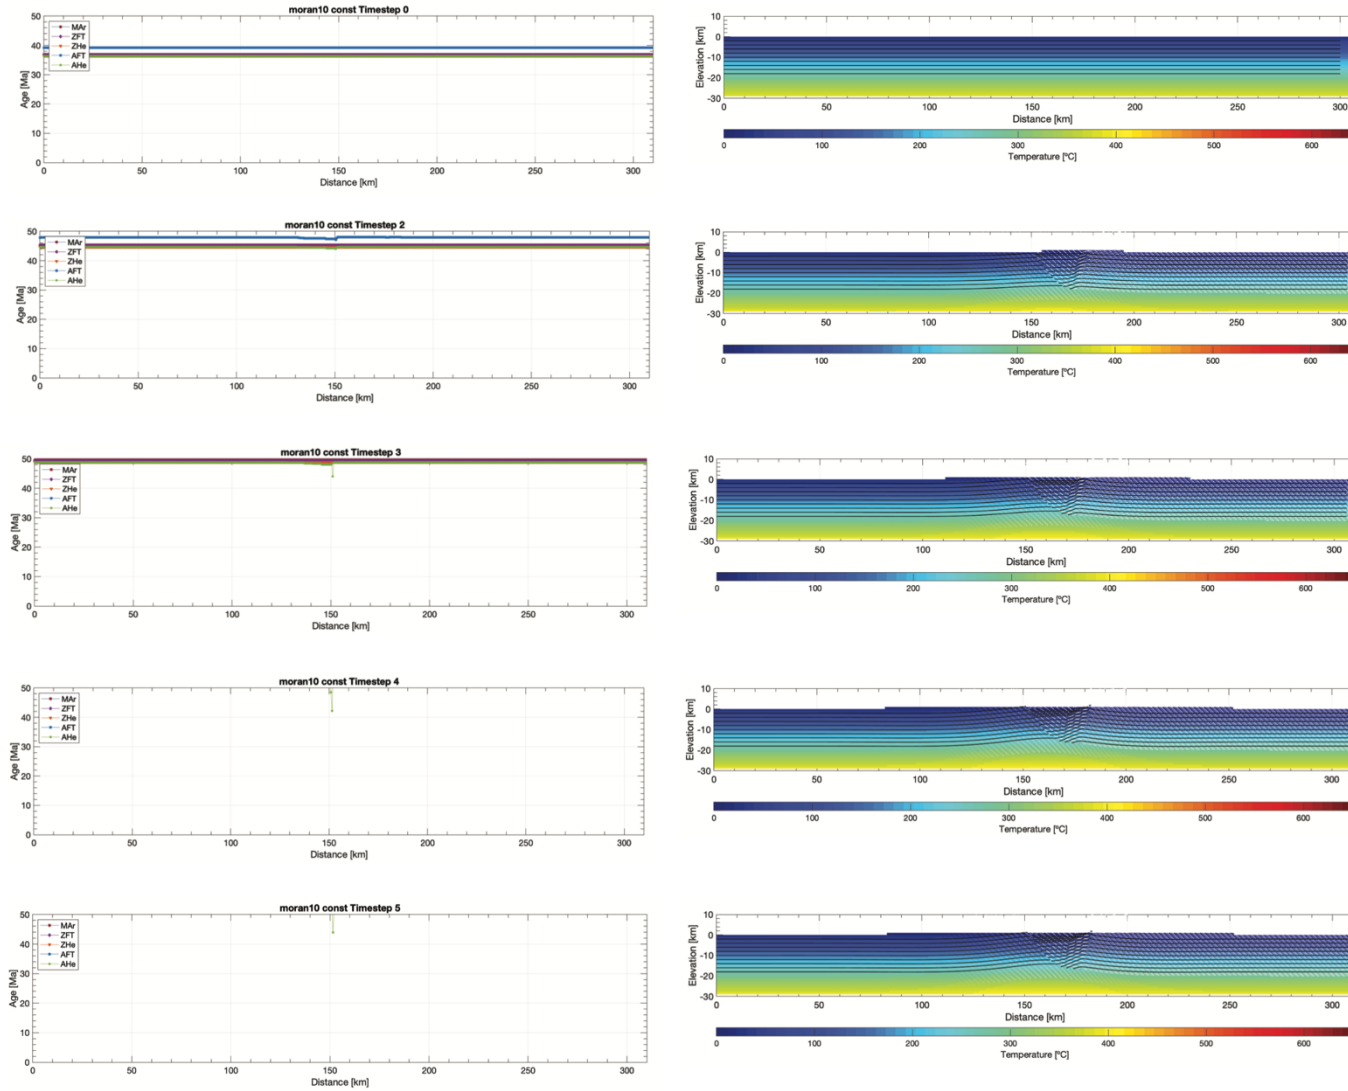 moran10 const Timestep 0
50
40
30
20
10
0
Age [Ma]
MAr
ZFT
ZHe
AFT
AHe
0 50 100 150 200 250 300
Distance [km]
10
0
-10
-20
-30
Elevation [km]
0 50 100 150 200 250 300
Distance [km]
0 100 200 300 400 500 600
Temperature [ºC]
moran10 const Timestep 2
50
40
30
20
10
0
Age [Ma]
MAr
ZFT
ZHe
AFT
AHe
0 50 100 150 200 250 300
Distance [km]
10
0
-10
-20
-30
Elevation [km]
0 50 100 150 200 250 300
Distance [km]
0 100 200 300 400 500 600
Temperature [ºC]
moran10 const Timestep 3
50
40
30
20
10
0
Age [Ma]
MAr
ZFT
ZHe
AFT
AHe
0 50 100 150 200 250 300
Distance [km]
10
0
-10
-20
-30
Elevation [km]
0 50 100 150 200 250 300
Distance [km]
0 100 200 300 400 500 600
Temperature [ºC]
moran10 const Timestep 4
50
40
30
20
10
0
Age [Ma]
MAr
ZFT
ZHe
AFT
AHe
0 50 100 150 200 250 300
Distance [km]
10
0
-10
-20
-30
Elevation [km]
0 50 100 150 200 250 300
Distance [km]
0 100 200 300 400 500 600
Temperature [ºC]
moran10 const Timestep 5
50
40
30
20
10
0
Age [Ma]
MAr
ZFT
ZHe
AFT
AHe
0 50 100 150 200 250 300
Distance [km]
10
0
-10
-20
-30
Elevation [km]
0 50 100 150 200 250 300
Distance [km]
0 100 200 300 400 500 600
Temperature [ºC]